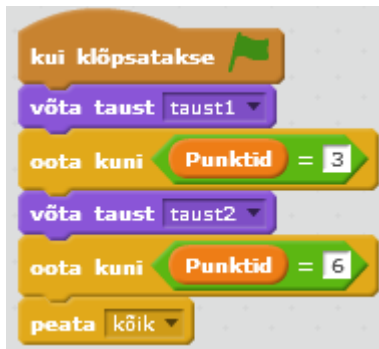 kui klõpsatakse
võta taust taust1
oota kuni Punktid = 3
võta taust taust2
oota kuni Punktid = 6
peata kõik